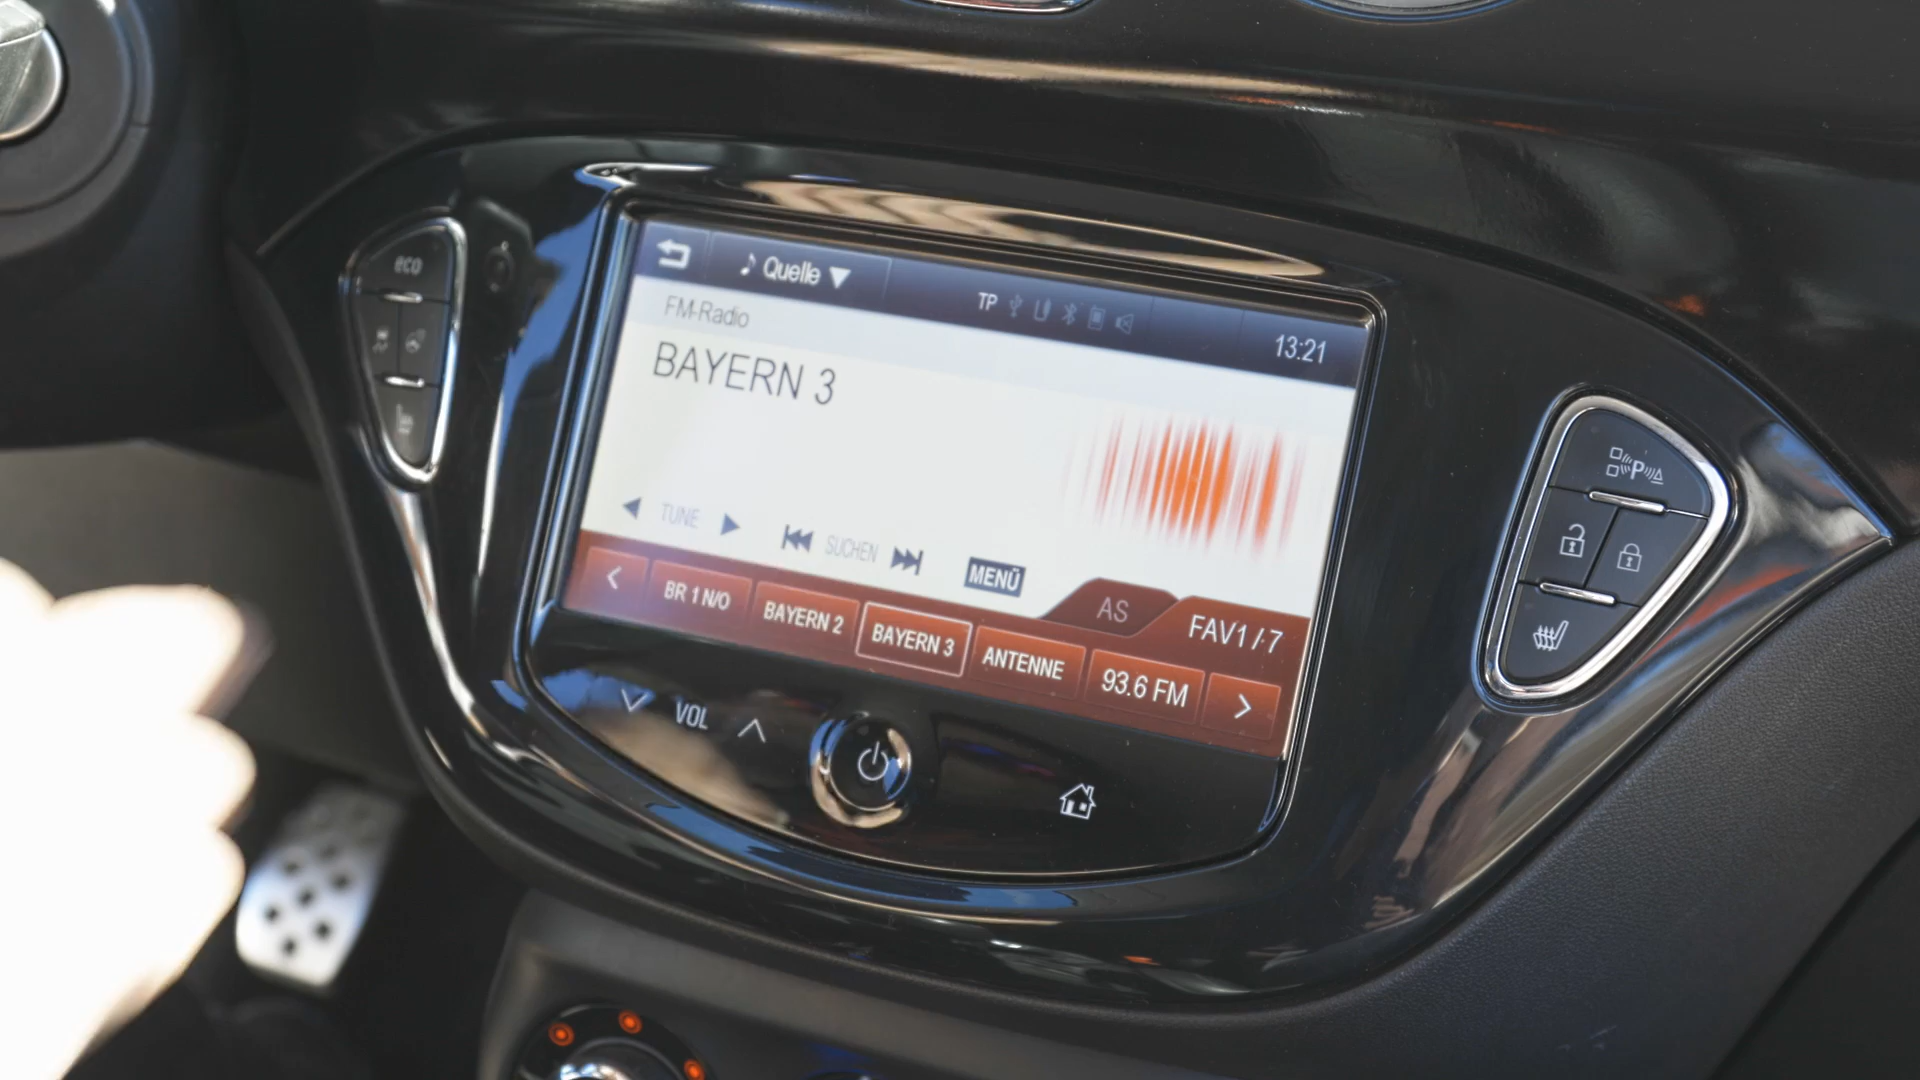 eco
Quelle
TP
13:21
FM-Radio
BAYERN 3
TUNE
SUCHEN
MENÜ
AS
FAV1/7
BR 1 N/O
BAYERN 2
BAYERN 3
ANTENNE
93.6 FM
VOL
P